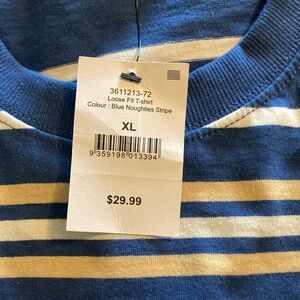 3611213-72
Loose Fit T-shirt
Colour : Blue Noughties Stripe
XL
9 359198 013394
$29.99